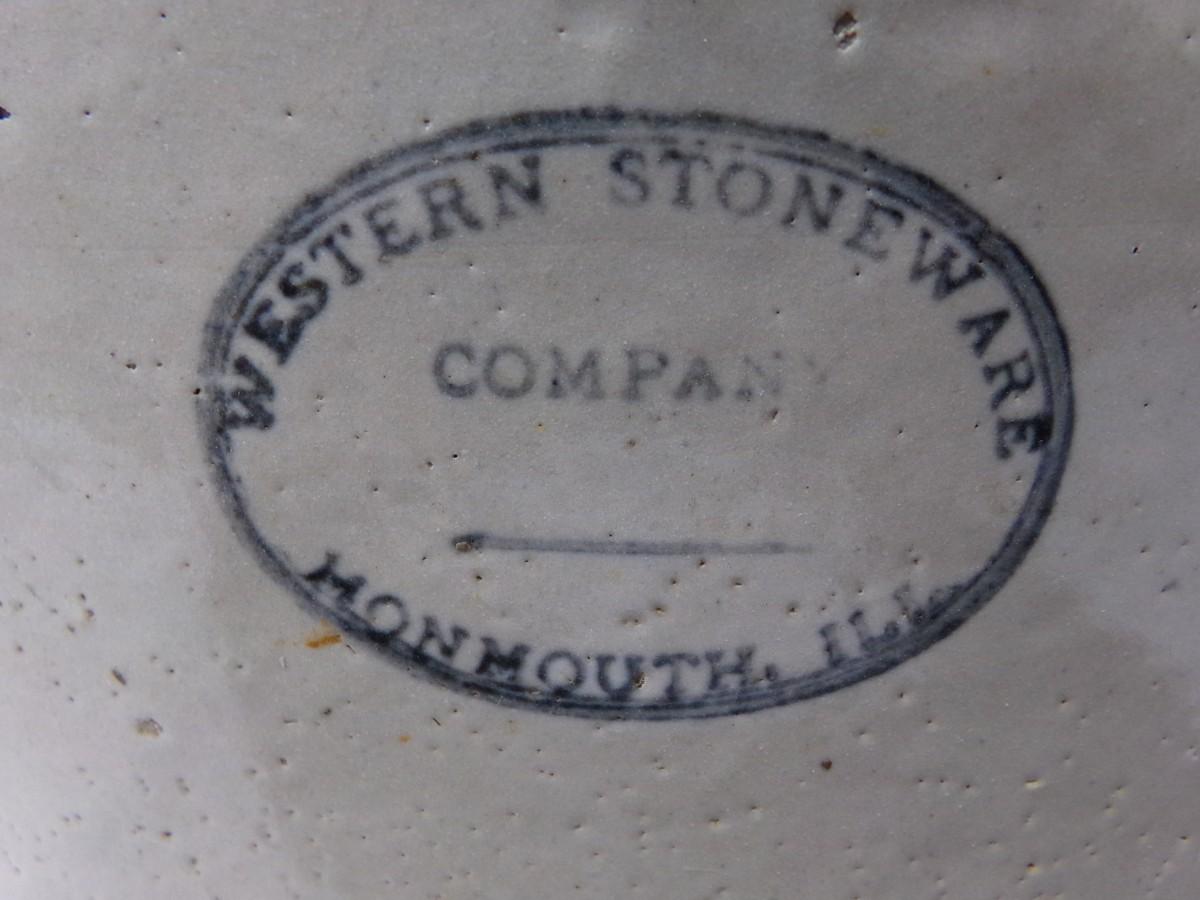 WESTERN STONEWARE
COMPANY
MONMOUTH, ILL.